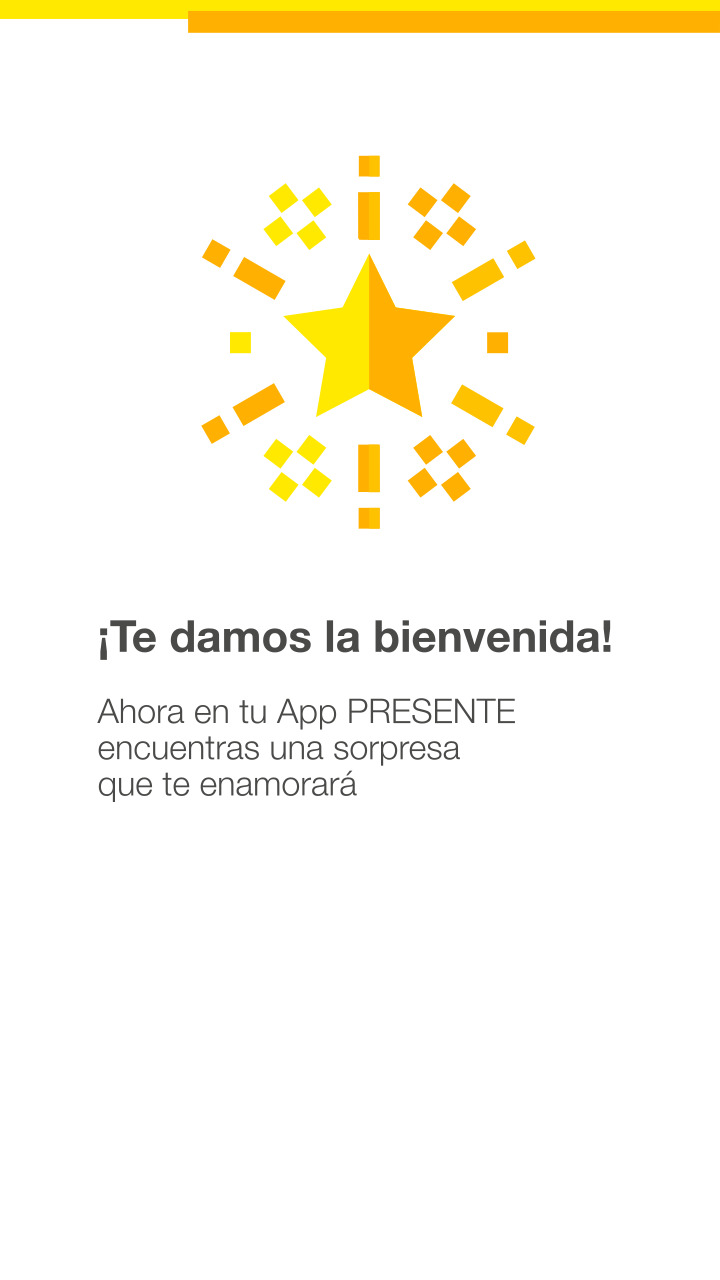 ¡Te damos la bienvenida!
Ahora en tu App PRESENTE
encuentras una sorpresa
que te enamorará